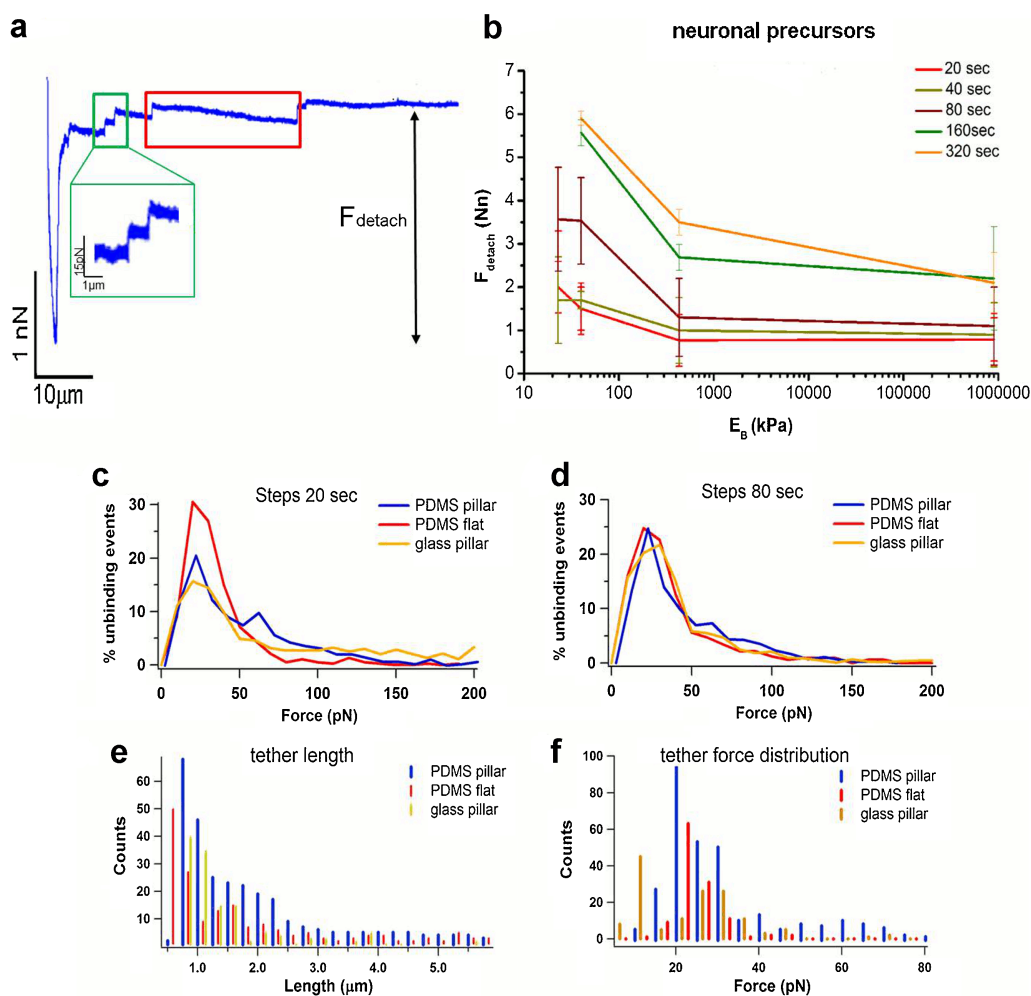 a
F detach
15pN
1μm
1 nN
10μm
b
neuronal precursors
20 sec
40 sec
80 sec
160sec
320 sec
7
6
5
4
3
2
1
0
F detach (Nn)
10 100 1000 10000 100000 1000000
E B (kPa)
c
Steps 20 sec
PDMS pillar
PDMS flat
glass pillar
30
20
10
0
% unbinding events
0 50 100 150 200
Force (pN)
d
Steps 80 sec
PDMS pillar
PDMS flat
glass pillar
30
20
10
0
% unbinding events
0 50 100 150 200
Force (pN)
e
tether length
PDMS pillar
PDMS flat
glass pillar
60
50
40
30
20
10
Counts
1.0 2.0 3.0 4.0 5.0
Length (μm)
f
tether force distribution
PDMS pillar
PDMS flat
glass pillar
100
80
60
40
20
0
Counts
20 40 60 80
Force (pN)